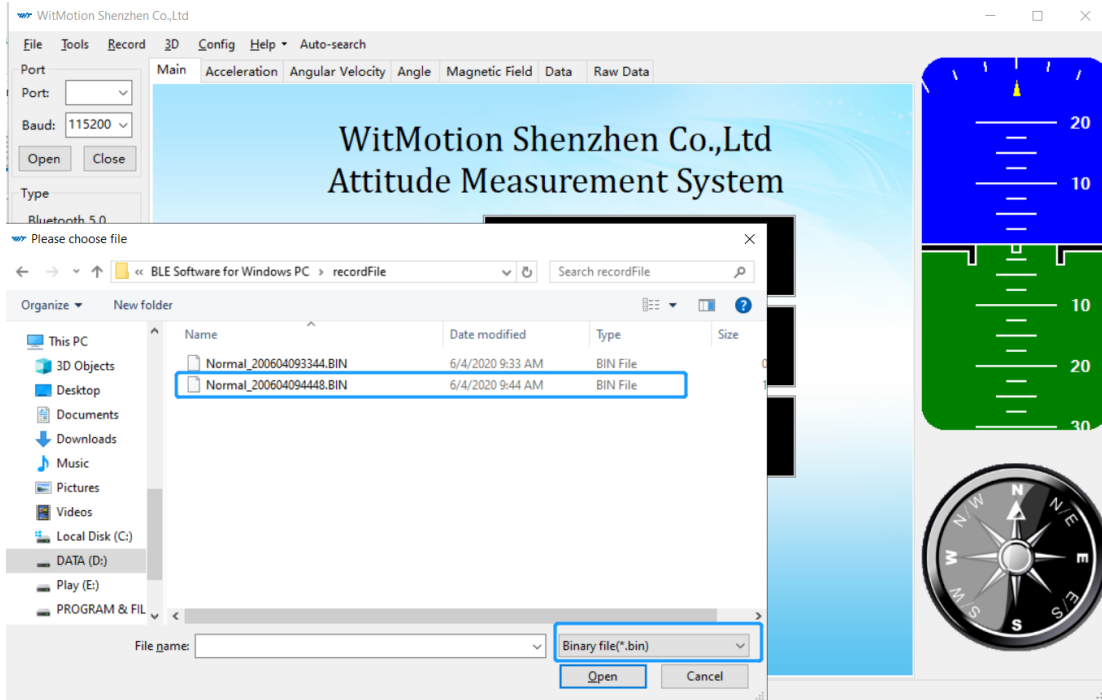 WitMotion Shenzhen Co.,Ltd
File Tools Record 3D Config Help Auto-search
Port
Port:
Baud: 115200
Open Close
Type
Bluetooth 5.0
Main Acceleration Angular Velocity Angle Magnetic Field Data Raw Data
WitMotion Shenzhen Co.,Ltd
Attitude Measurement System
20
10
10
20
30
N
N/E
E
S/E
S
S/W
W
N/W
Please choose file
« BLE Software for Windows PC › recordFile
Search recordFile
Organize New folder
?
This PC
3D Objects
Desktop
Documents
Downloads
Music
Pictures
Videos
Local Disk (C:)
DATA (D:)
Play (E:)
PROGRAM & FIL
Name Date modified Type Size
Normal_200604093344.BIN 6/4/2020 9:33 AM BIN File 0
Normal_200604094448.BIN 6/4/2020 9:44 AM BIN File 1
File name:
Binary file(*.bin)
Open Cancel